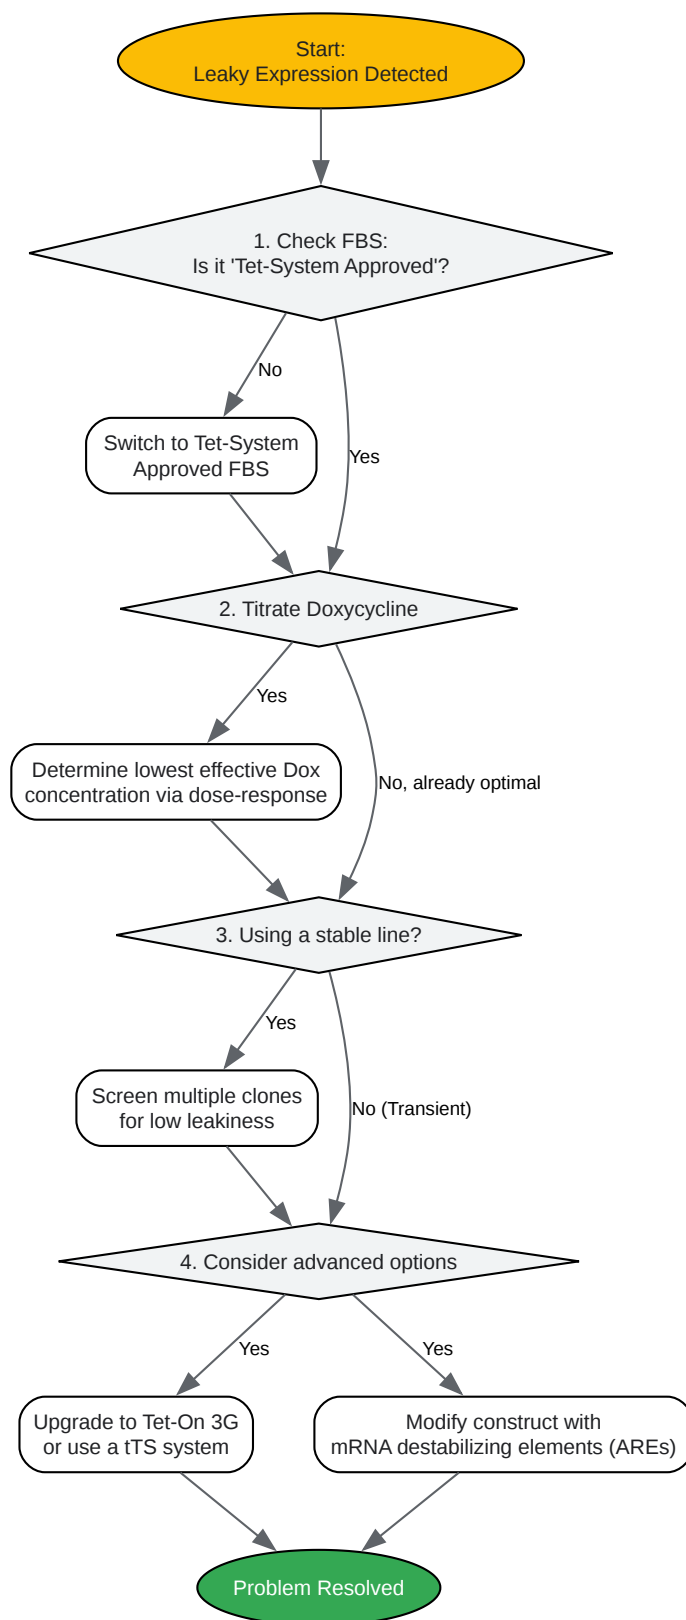 Start:
Leaky Expression Detected
1. Check FBS:
Is it 'Tet-System Approved'?
No
Switch to Tet-System
Approved FBS
Yes
2. Titrate Doxycycline
Yes
Determine lowest effective Dox
concentration via dose-response
No, already optimal
3. Using a stable line?
Yes
Screen multiple clones
for low leakiness
No (Transient)
4. Consider advanced options
Yes
Yes
Upgrade to Tet-On 3G
or use a tTS system
Modify construct with
mRNA destabilizing elements (AREs)
Problem Resolved